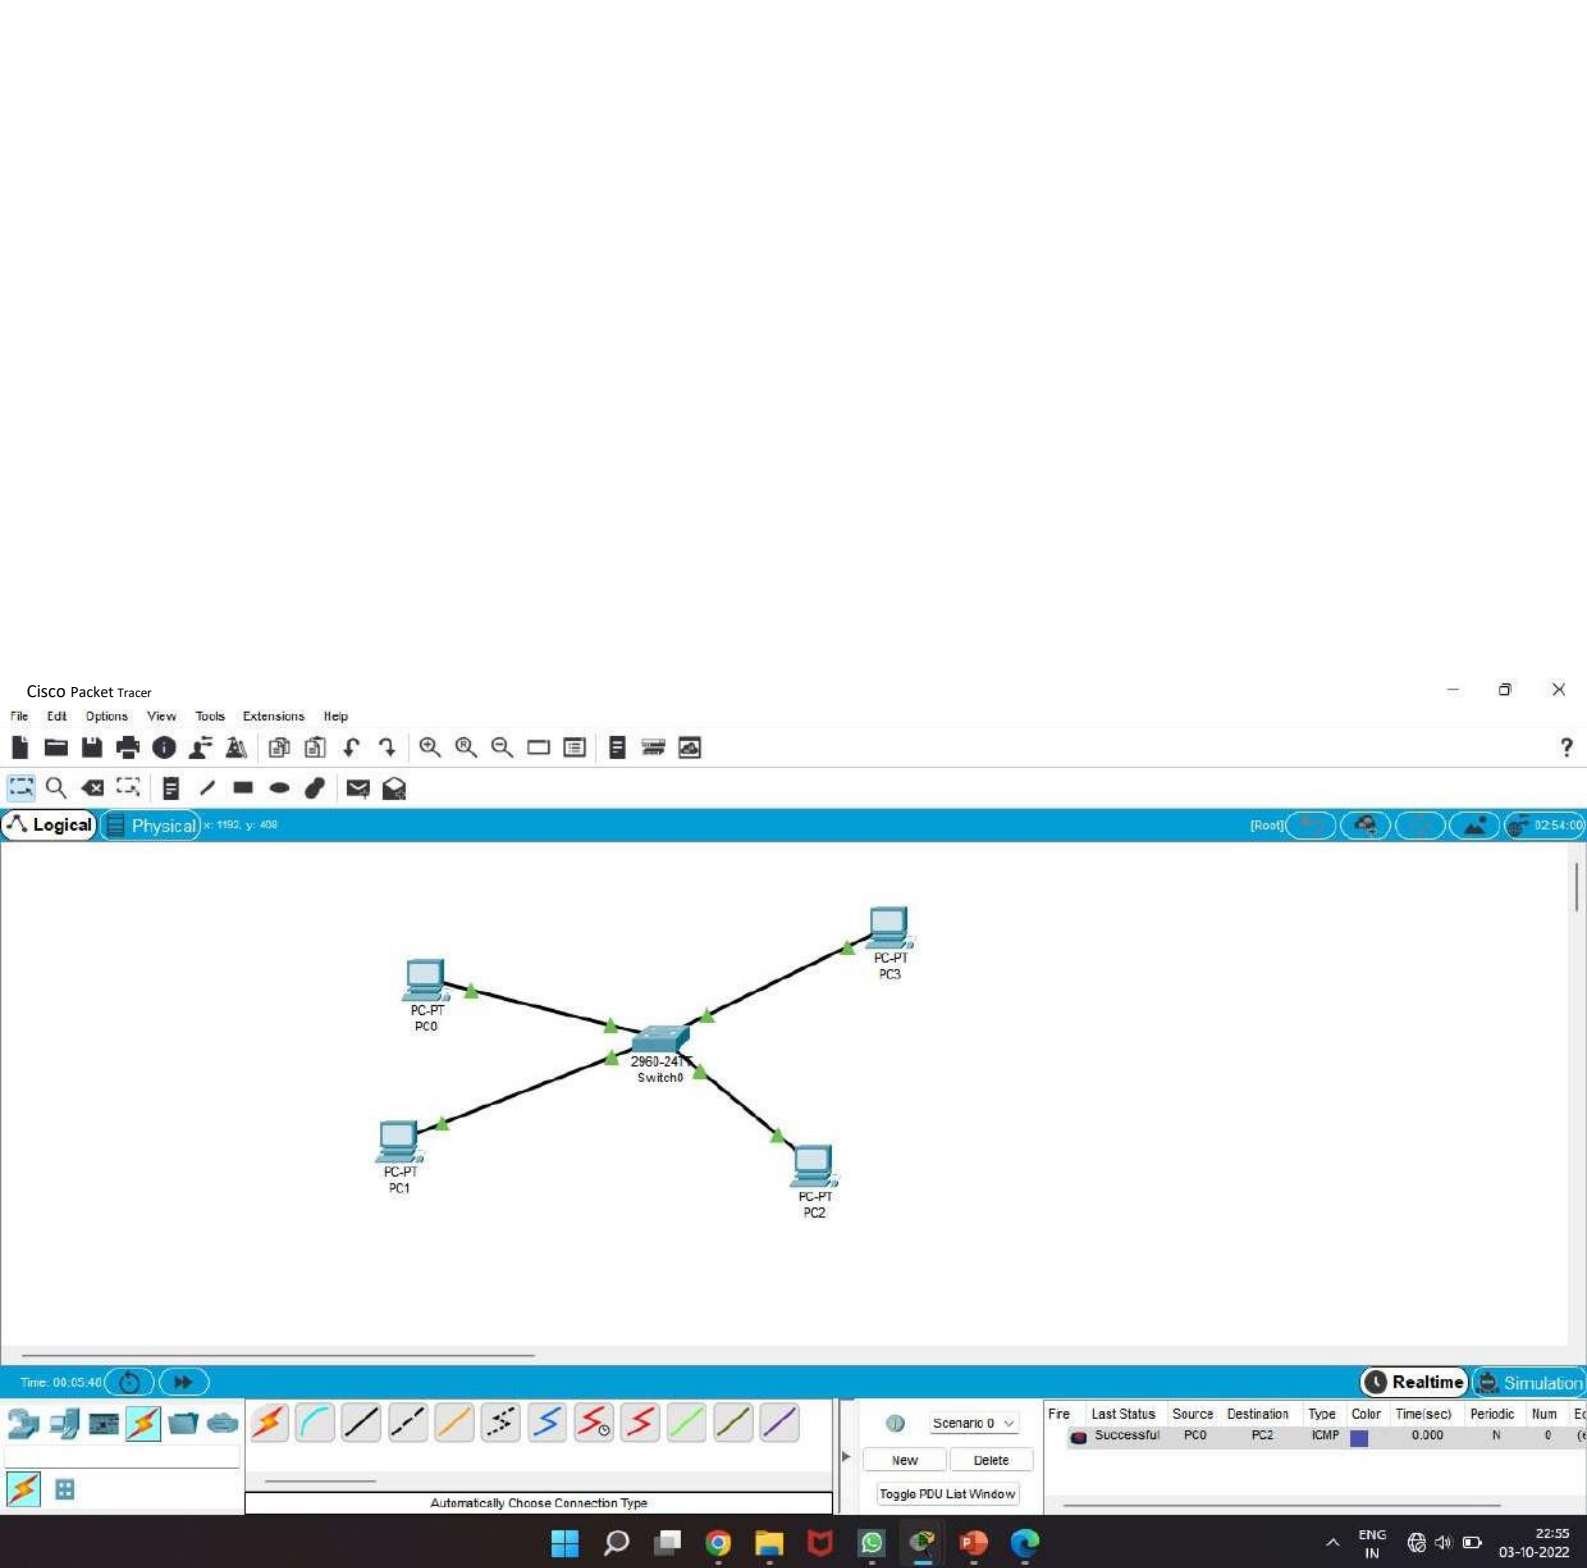 Cisco Packet Tracer
File Edit Options View Tools Extensions Help
?
Logical Physical x: 1192, y: 408 [Root] 02:54:00
PC-PT
PC3
PC-PT
PC0
2960-24TT
Switch0
PC-PT
PC1
PC-PT
PC2
Time: 00:05:48 Realtime Simulation
Scenario 0
New Delete
Toggle PDU List Window
Automatically Choose Connection Type
Fire Last Status Source Destination Type Color Time(sec) Periodic Num
Successful PC0 PC2 ICMP 0.000 N 0
ENG
IN
22:55
03-10-2022